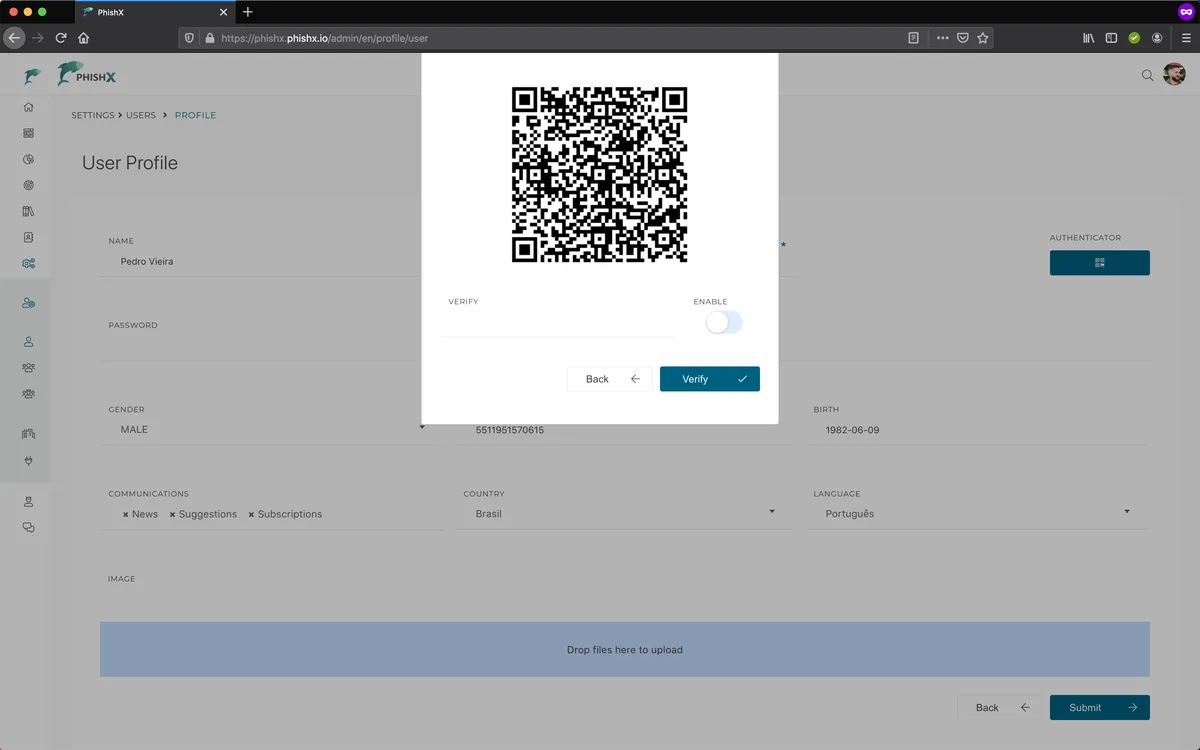 PhishX
https://phishx.phishx.io/admin/en/profile/user
PHISHX
SETTINGS USERS PROFILE
User Profile
NAME
Pedro Vieira
AUTHENTICATOR
VERIFY
ENABLE
PASSWORD
Back
Verify
GENDER
MALE
5511951570615
BIRTH
1982-06-09
COMMUNICATIONS
News Suggestions Subscriptions
COUNTRY
Brasil
LANGUAGE
Português
IMAGE
Drop files here to upload
Back
Submit